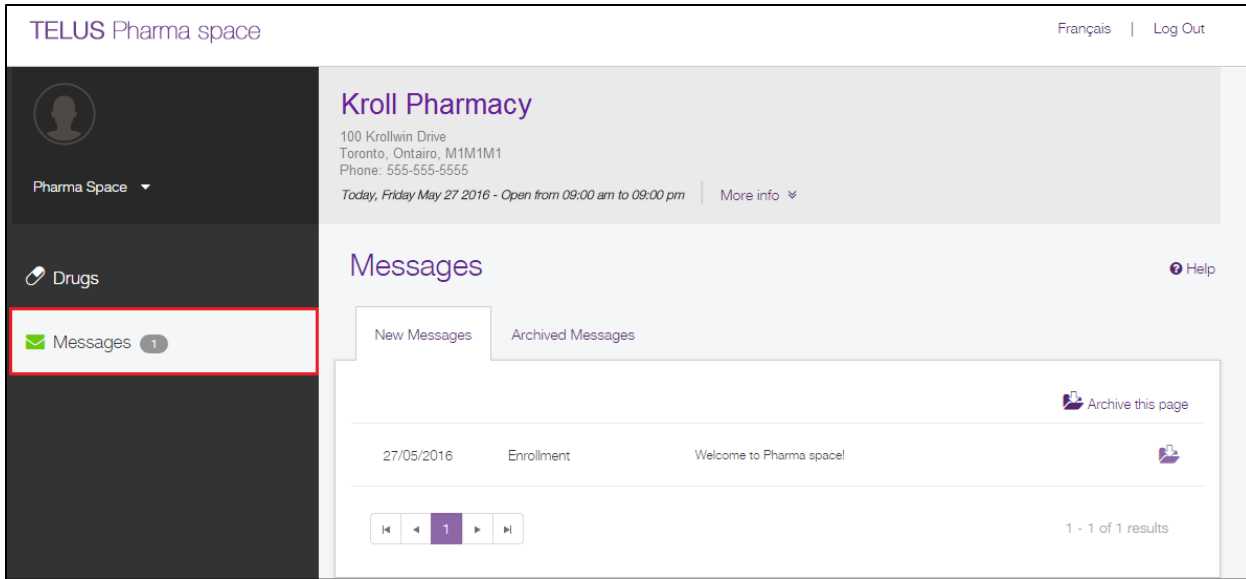 TELUS Pharma space
Français | Log Out
Kroll Pharmacy
100 Krollwin Drive
Toronto, Ontairo, M1M1M1
Phone: 555-555-5555
Today, Friday May 27 2016 - Open from 09:00 am to 09:00 pm | More info
Pharma Space
Drugs
Messages 1
Messages
Help
New Messages Archived Messages
Archive this page
27/05/2016 Enrollment Welcome to Pharma space!
1
1 - 1 of 1 results